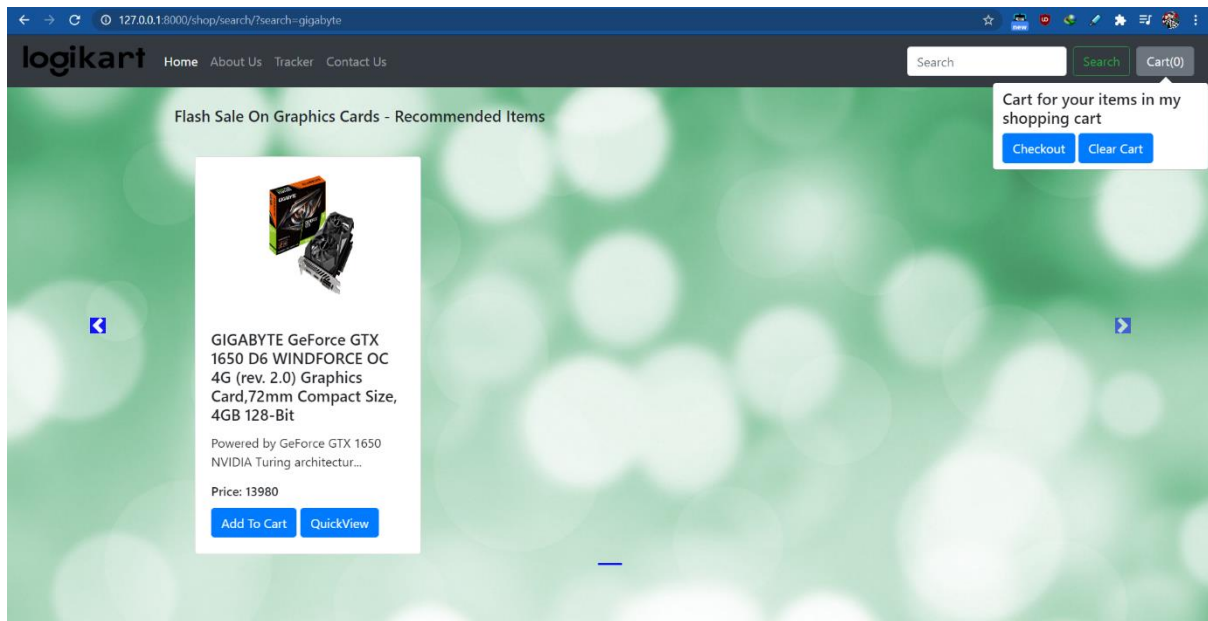 127.0.0.1:8000/shop/search/?search=gigabyte
logikart Home About Us Tracker Contact Us Search Search Cart(0)
Flash Sale On Graphics Cards - Recommended Items
Cart for your items in my
shopping cart
Checkout Clear Cart
GIGABYTE GeForce GTX
1650 D6 WINDFORCE OC
4G (rev. 2.0) Graphics
Card,72mm Compact Size,
4GB 128-Bit
Powered by GeForce GTX 1650
NVIDIA Turing architectur...
Price: 13980
Add To Cart QuickView